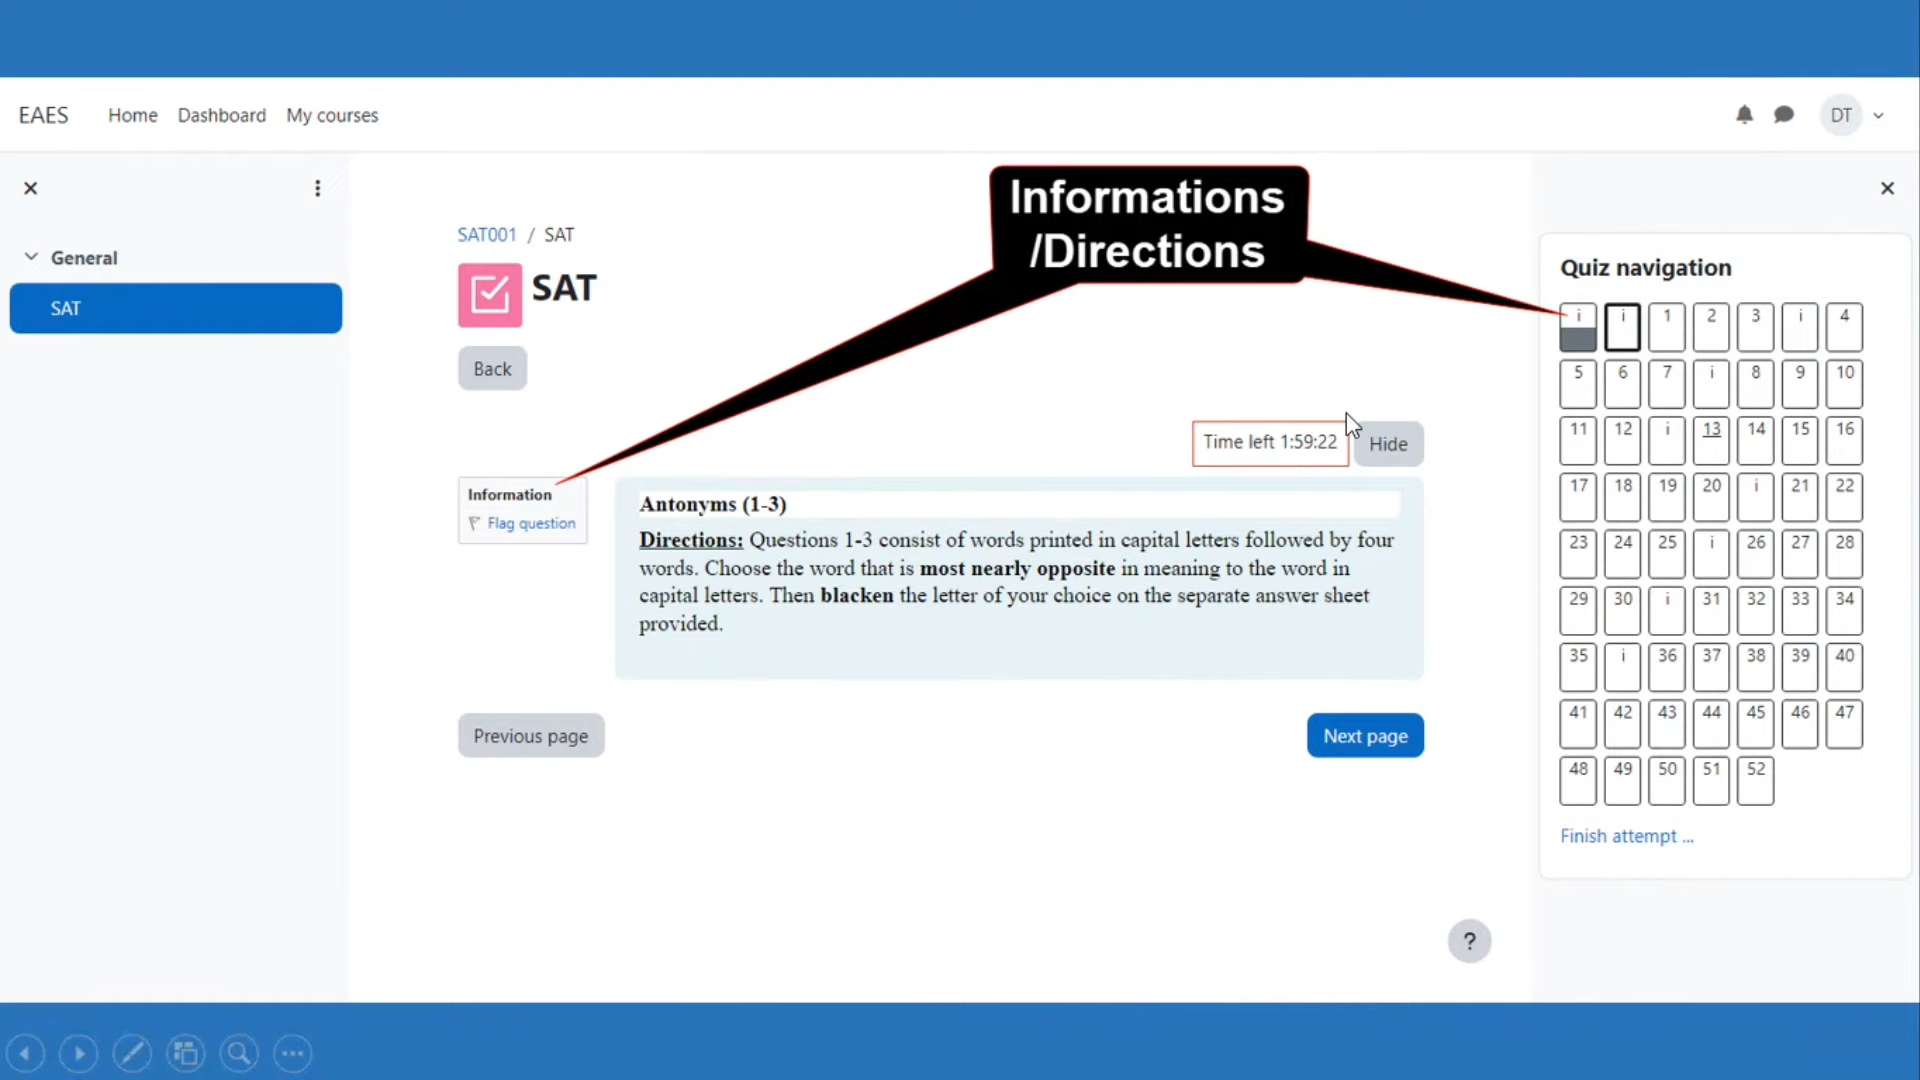 EAES Home Dashboard My courses DT
General
SAT
SAT001 / SAT
SAT
Back
Informations
/Directions
Time left 1:59:22 Hide
Information
Flag question
Antonyms (1-3)
Directions: Questions 1-3 consist of words printed in capital letters followed by four
words. Choose the word that is most nearly opposite in meaning to the word in
capital letters. Then blacken the letter of your choice on the separate answer sheet
provided.
Previous page Next page
Quiz navigation
i i 1 2 3 i 4
5 6 7 i 8 9 10
11 12 i 13 14 15 16
17 18 19 20 i 21 22
23 24 25 i 26 27 28
29 30 i 31 32 33 34
35 i 36 37 38 39 40
41 42 43 44 45 46 47
48 49 50 51 52
Finish attempt ...
?